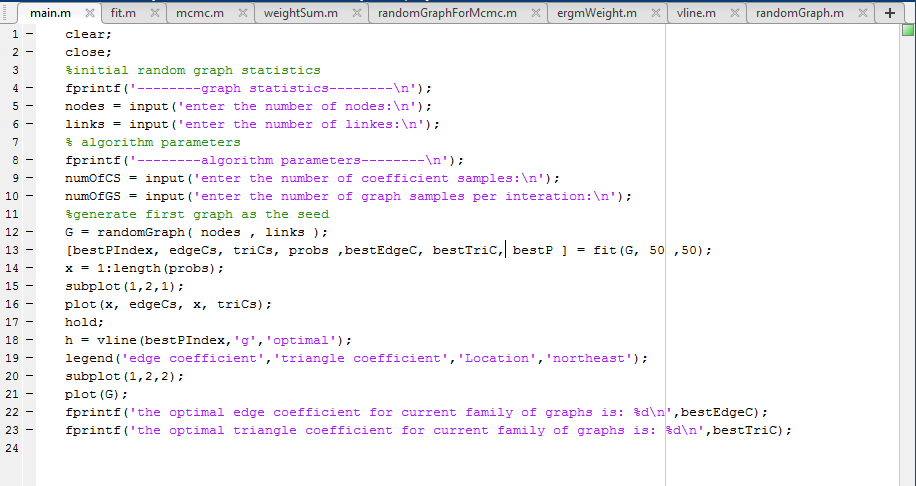 main.m fit.m mcmc.m weightSum.m randomGraphForMcmc.m ergmWeight.m vline.m randomGraph.m +
1 clear;
2 close;
3 %initial random graph statistics
4 fprintf('--------graph statistics--------\n');
5 nodes = input('enter the number of nodes:\n');
6 links = input('enter the number of linkes:\n');
7 % algorithm parameters
8 fprintf('--------algorithm parameters--------\n');
9 numOfCS = input('enter the number of coefficient samples:\n');
10 numOfGS = input('enter the number of graph samples per interation:\n');
11 %generate first graph as the seed
12 G = randomGraph( nodes , links );
13 [bestPIndex, edgeCs, triCs, probs ,bestEdgeC, bestTriC, bestP ] = fit(G, 50 ,50);
14 x = 1:length(probs);
15 subplot(1,2,1);
16 plot(x, edgeCs, x, triCs);
17 hold;
18 h = vline(bestPIndex,'g','optimal');
19 legend('edge coefficient','triangle coefficient','Location','northeast');
20 subplot(1,2,2);
21 plot(G);
22 fprintf('the optimal edge coefficient for current family of graphs is: %d\n',bestEdgeC);
23 fprintf('the optimal triangle coefficient for current family of graphs is: %d\n',bestTriC);
24